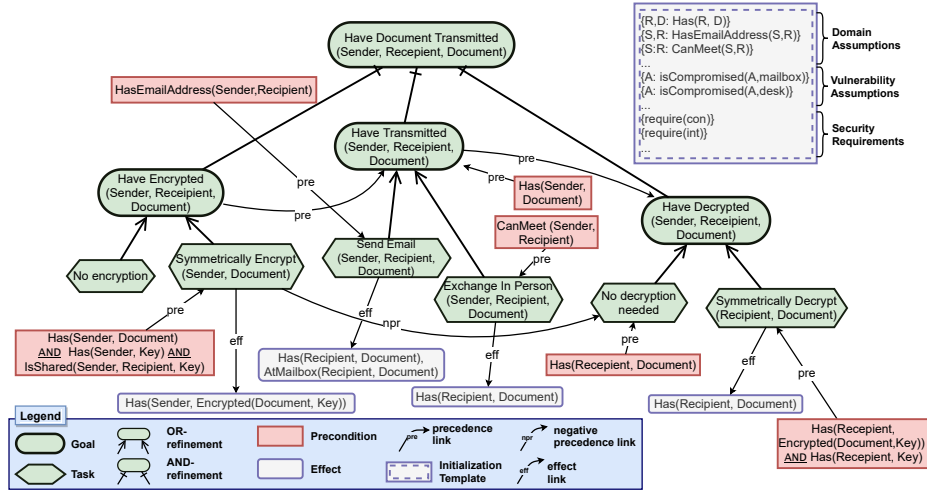 Have Document Transmitted
(Sender, Recepient, Document)
{R,D: Has(R, D)}
{S,R: HasEmailAddress(S,R)}
{S:R: CanMeet(S,R)}
...
{A: isCompromised(A,mailbox)}
{A: isCompromised(A,desk)}
...
{require(con)}
{require(int)}
...
Domain
Assumptions
Vulnerability
Assumptions
Security
Requirements
HasEmailAddress(Sender,Recipient)
pre
Have Transmitted
(Sender, Receipient,
Document)
pre
pre
Has(Sender,
Document)
Have Encrypted
(Sender, Receipient,
Document)
pre
CanMeet (Sender,
Recipient)
pre
Have Decrypted
(Sender, Receipient,
Document)
No encryption
Symmetrically Encrypt
(Sender, Document)
Send Email
(Sender, Recipient,
Document)
Exchange In Person
(Sender, Recipient,
Document)
No decryption
needed
Symmetrically Decrypt
(Recipient, Document)
pre
eff
eff
npr
eff
pre
eff
pre
Has(Sender, Document)
AND Has(Sender, Key) AND
IsShared(Sender, Recipient, Key)
Has(Recipient, Document),
AtMailbox(Recipient, Document)
Has(Recepient, Document)
Has(Sender, Encrypted(Document, Key))
Has(Recipient, Document)
Has(Recipient, Document)
Has(Recepient,
Encrypted(Document,Key))
AND Has(Recepient, Key)
Legend
Goal
OR-
refinement
Precondition
pre
precedence
link
npr
negative
precedence link
Task
AND-
refinement
Effect
Initialization
Template
eff
effect
link